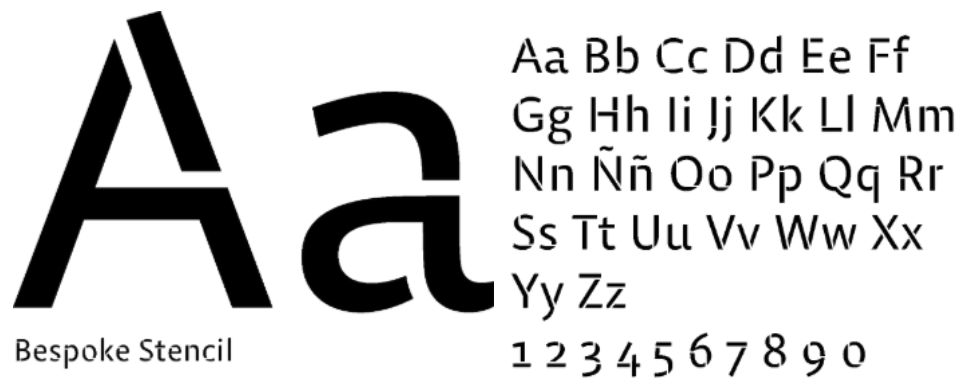 Aa
Bespoke Stencil
Aa Bb Cc Dd Ee Ff
Gg Hh Ii Jj Kk Ll Mm
Nn Ññ Oo Pp Qq Rr
Ss Tt Uu Vv Ww Xx
Yy Zz
1 2 3 4 5 6 7 8 9 0